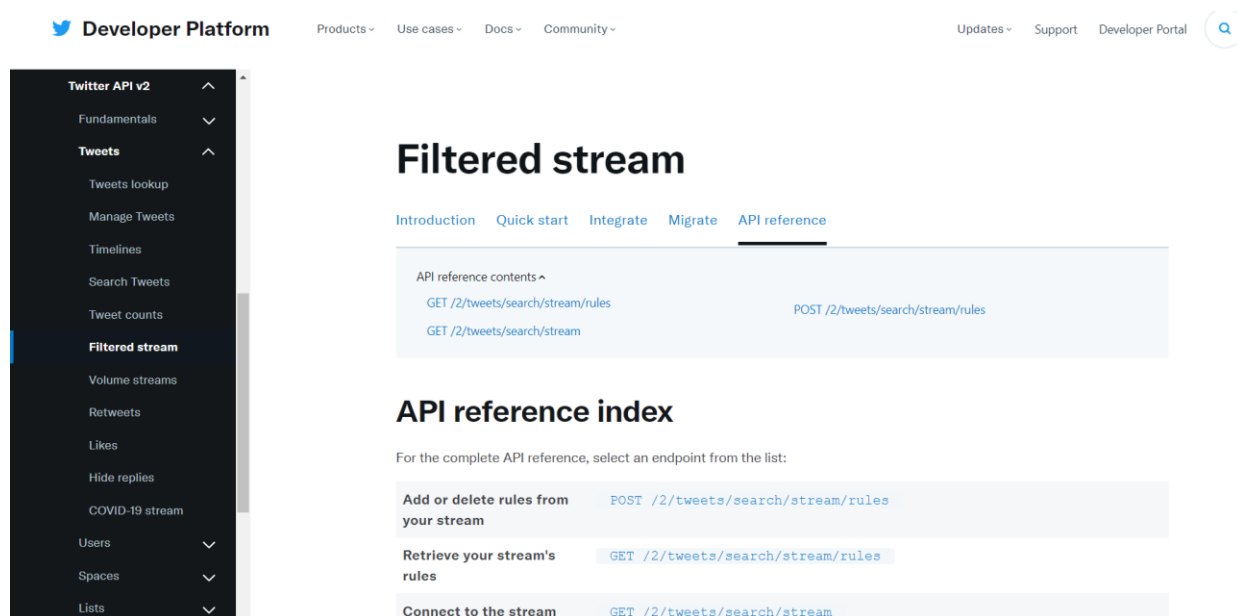 Developer Platform
Products
Use cases
Docs
Community
Updates
Support
Developer Portal
Twitter API v2
Fundamentals
Tweets
Tweets lookup
Manage Tweets
Timelines
Search Tweets
Tweet counts
Filtered stream
Volume streams
Retweets
Likes
Hide replies
COVID-19 stream
Users
Spaces
Lists
Filtered stream
Introduction
Quick start
Integrate
Migrate
API reference
API reference contents
GET /2/tweets/search/stream/rules
POST /2/tweets/search/stream/rules
GET /2/tweets/search/stream
API reference index
For the complete API reference, select an endpoint from the list:
Add or delete rules from
your stream
POST /2/tweets/search/stream/rules
Retrieve your stream's
rules
GET /2/tweets/search/stream/rules
Connect to the stream
GET /2/tweets/search/stream